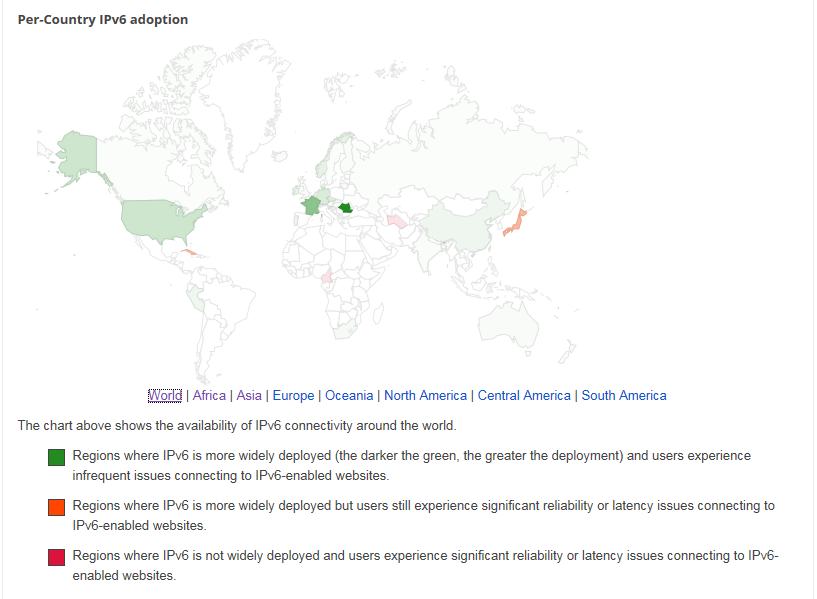 Per-Country IPv6 adoption
World | Africa | Asia | Europe | Oceania | North America | Central America | South America
The chart above shows the availability of IPv6 connectivity around the world.
Regions where IPv6 is more widely deployed (the darker the green, the greater the deployment) and users experience
infrequent issues connecting to IPv6-enabled websites.
Regions where IPv6 is more widely deployed but users still experience significant reliability or latency issues connecting to
IPv6-enabled websites.
Regions where IPv6 is not widely deployed and users experience significant reliability or latency issues connecting to IPv6-
enabled websites.